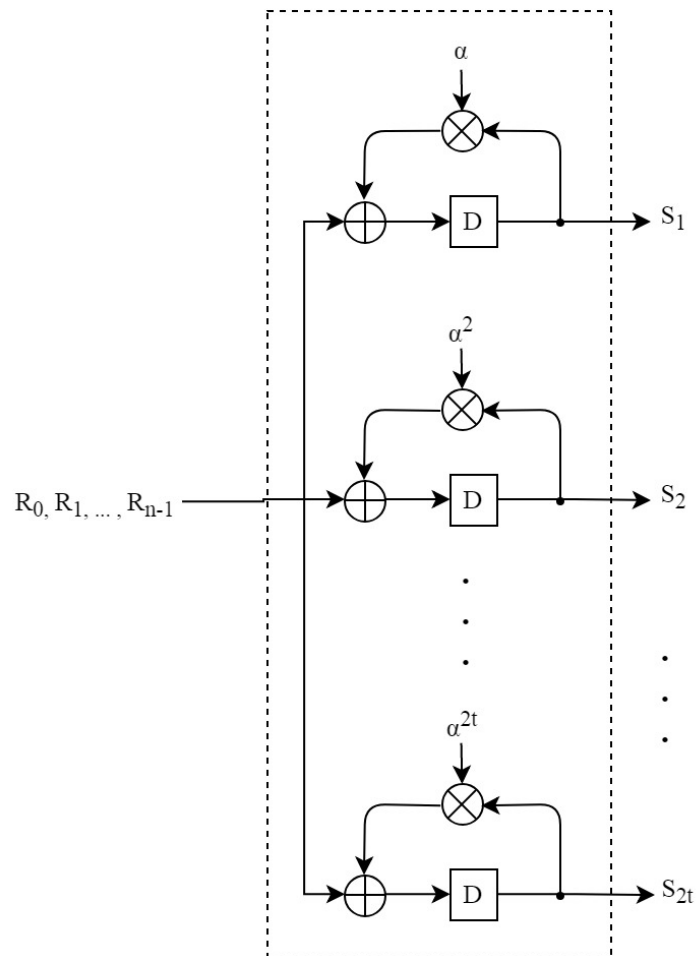 α
D
S₁
α²
R₀, R₁, ... , Rₙ₋₁
D
S₂
α²ᵗ
D
S₂ₜ